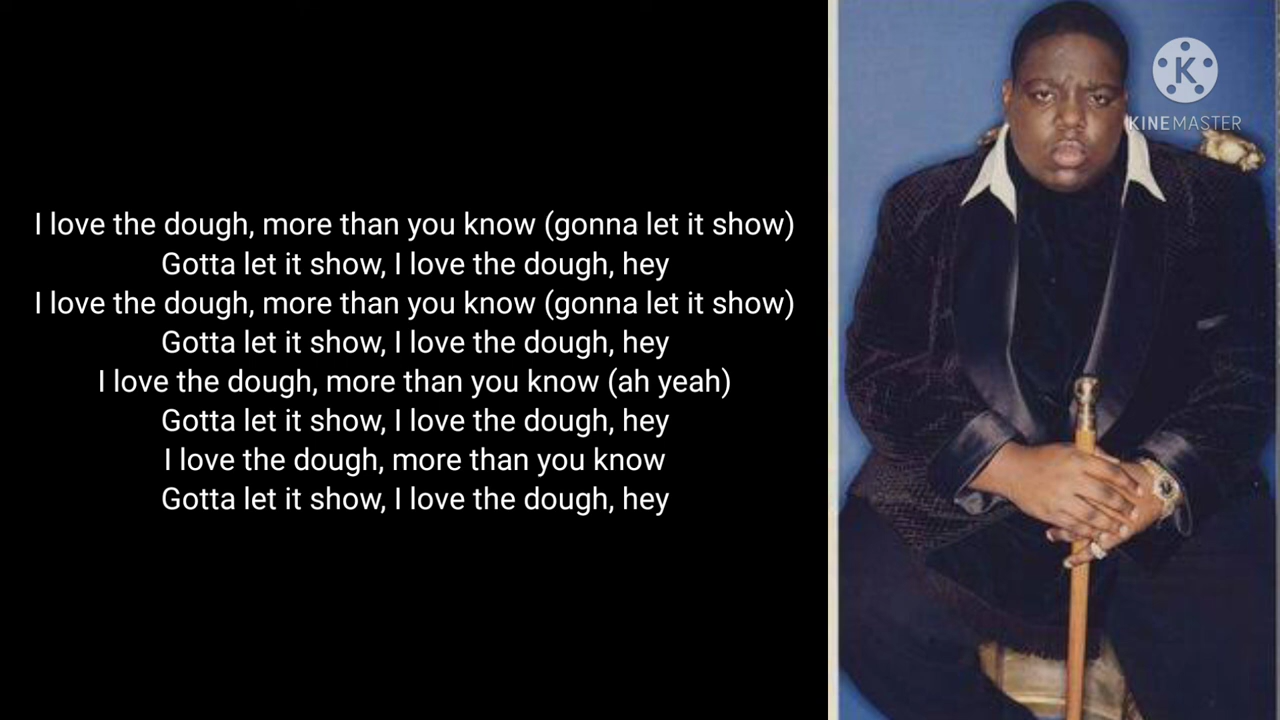 I love the dough, more than you know (gonna let it show)
Gotta let it show, I love the dough, hey
I love the dough, more than you know (gonna let it show)
Gotta let it show, I love the dough, hey
I love the dough, more than you know (ah yeah)
Gotta let it show, I love the dough, hey
I love the dough, more than you know
Gotta let it show, I love the dough, hey
K
KINEMASTER